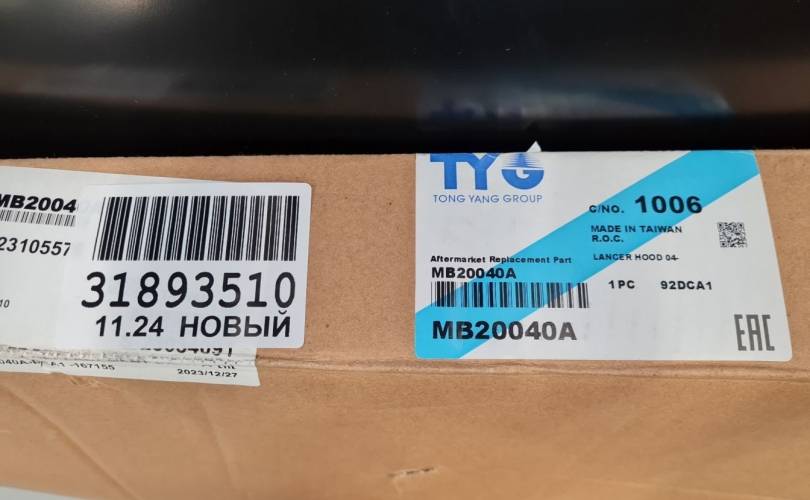 MB2004
2310557
10
31893510
11.24 НОВЫЙ
2023/12/27
TYG
TONG YANG GROUP
C/NO. 1006
MADE IN TAIWAN
R.O.C.
Aftermarket Replacement Part
LANCER HOOD 04-
MB20040A
1PC 92DCA1
MB20040A
EAC